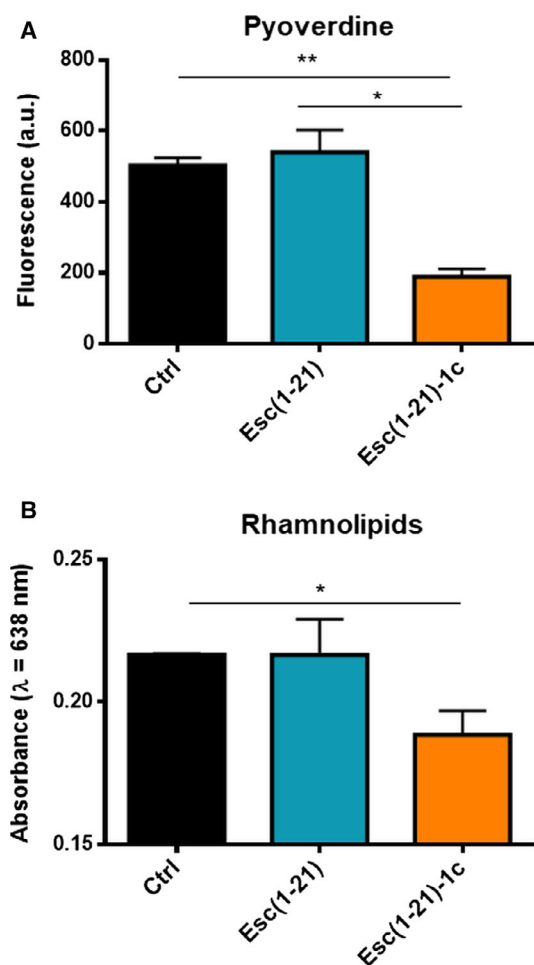 A
Pyoverdine
Fluorescence (a.u.)
800
600
400
200
0
**
*
Ctrl
Esc(1-21)
Esc(1-21)-1c
B
Rhamnolipids
Absorbance (λ = 638 nm)
0.25
0.20
0.15
*
Ctrl
Esc(1-21)
Esc(1-21)-1c